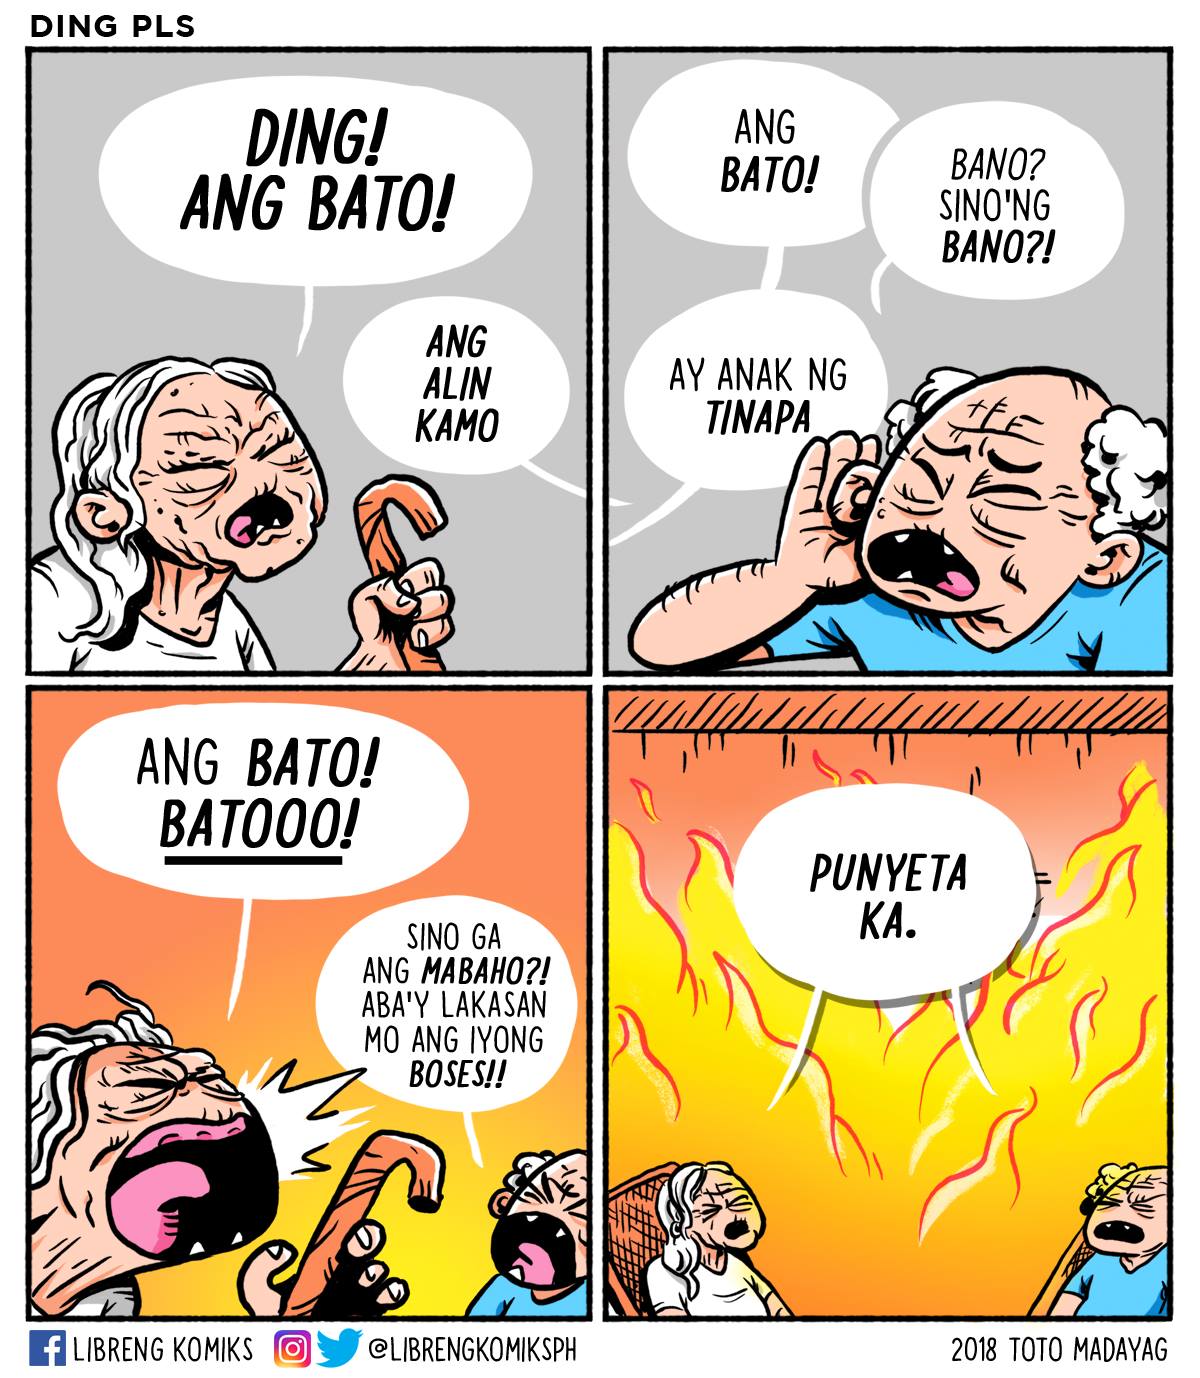 DING PLS
DING!
ANG BATO!
ANG
ALIN
KAMO
ANG
BATO!
BANO?
SINO'NG
BANO?!
AY ANAK NG
TINAPA
ANG BATO!
BATOOO!
SINO GA
ANG MABAHO?!
ABA'Y LAKASAN
MO ANG IYONG
BOSES!!
PUNYETA
KA.
LIBRENG KOMIKS
@LIBRENGKOMIKSPH
2018 TOTO MADAYAG